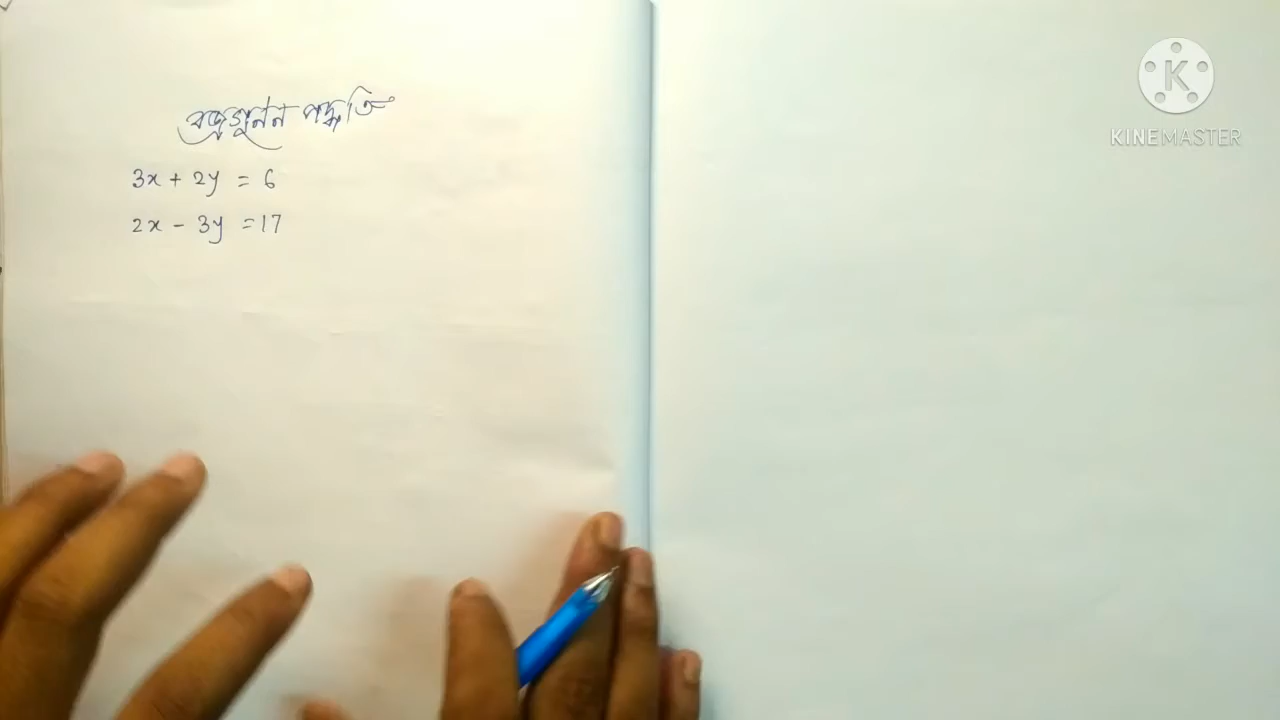 বজ্রগুনন পদ্ধতি
3x + 2y = 6
2x - 3y = 17
KINEMASTER